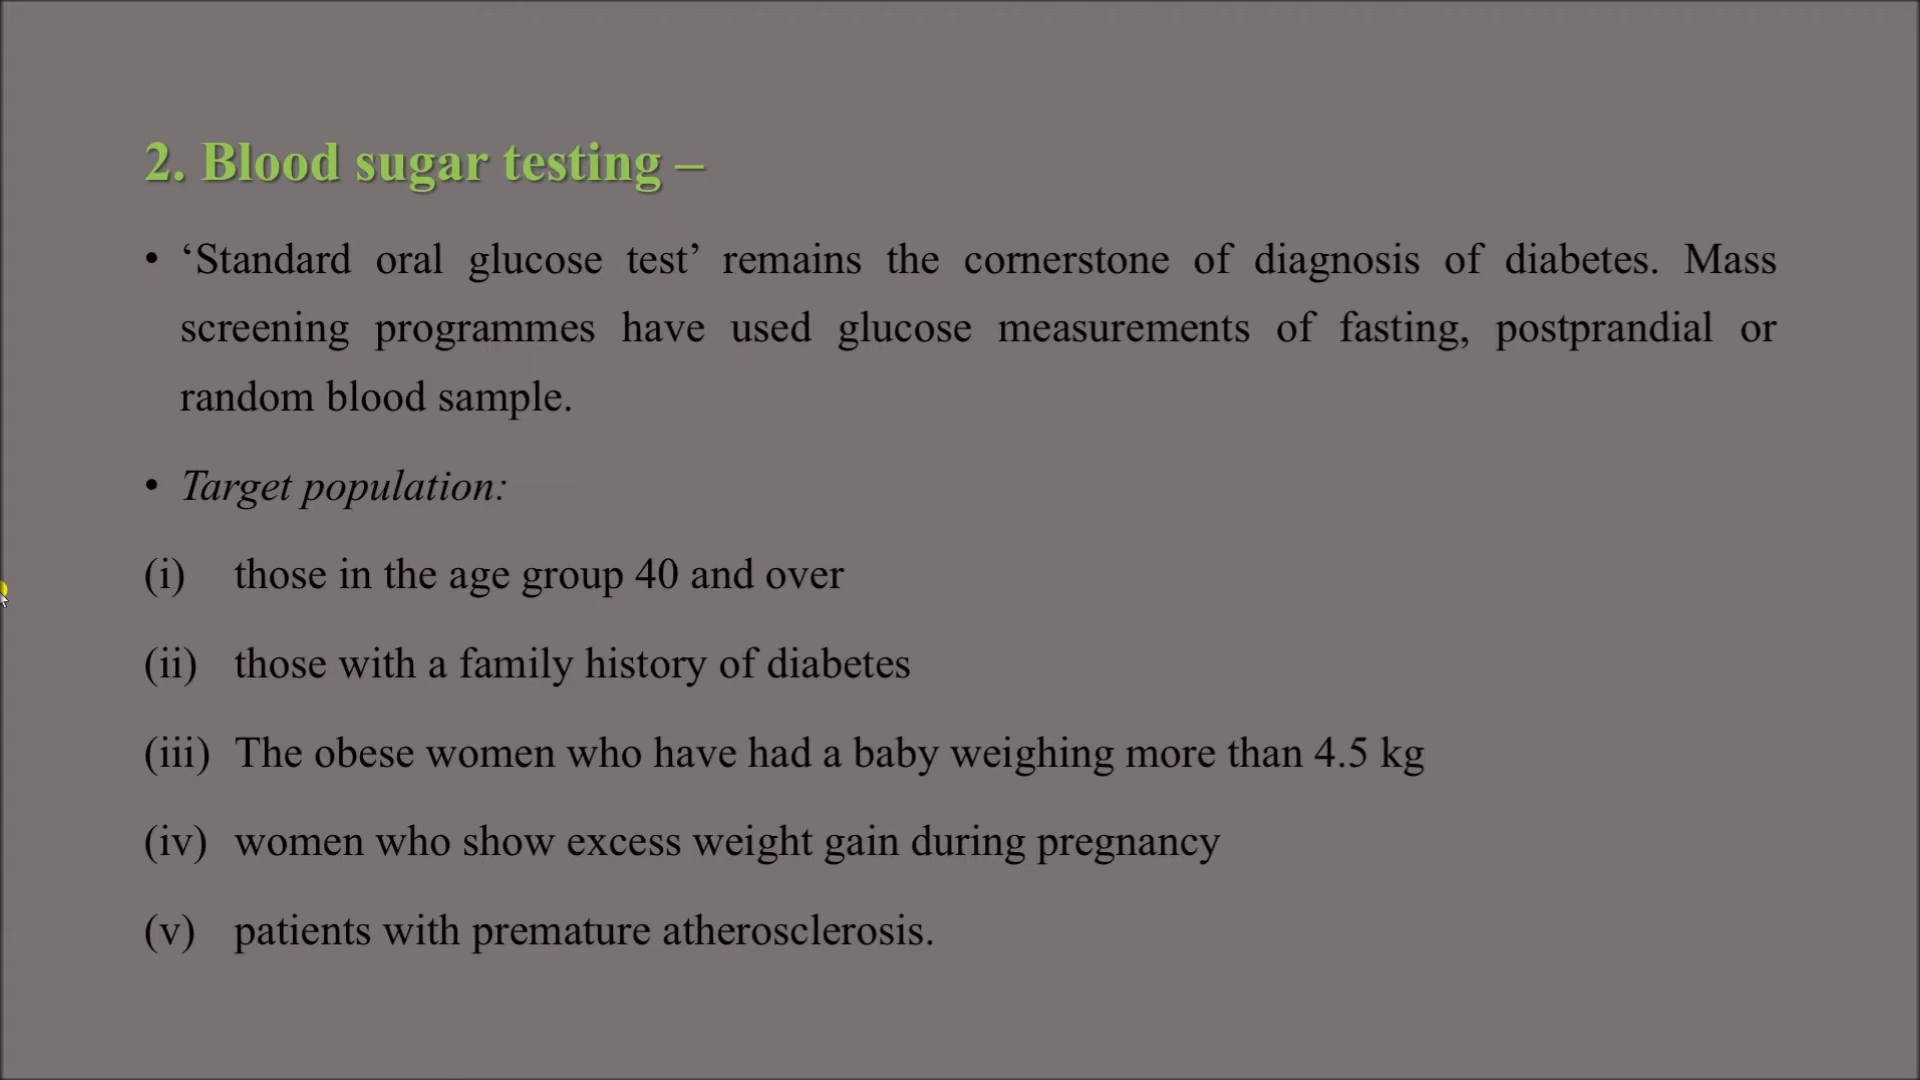 2. Blood sugar testing –
• ‘Standard oral glucose test’ remains the cornerstone of diagnosis of diabetes. Mass
screening programmes have used glucose measurements of fasting, postprandial or
random blood sample.
• Target population:
(i) those in the age group 40 and over
(ii) those with a family history of diabetes
(iii) The obese women who have had a baby weighing more than 4.5 kg
(iv) women who show excess weight gain during pregnancy
(v) patients with premature atherosclerosis.